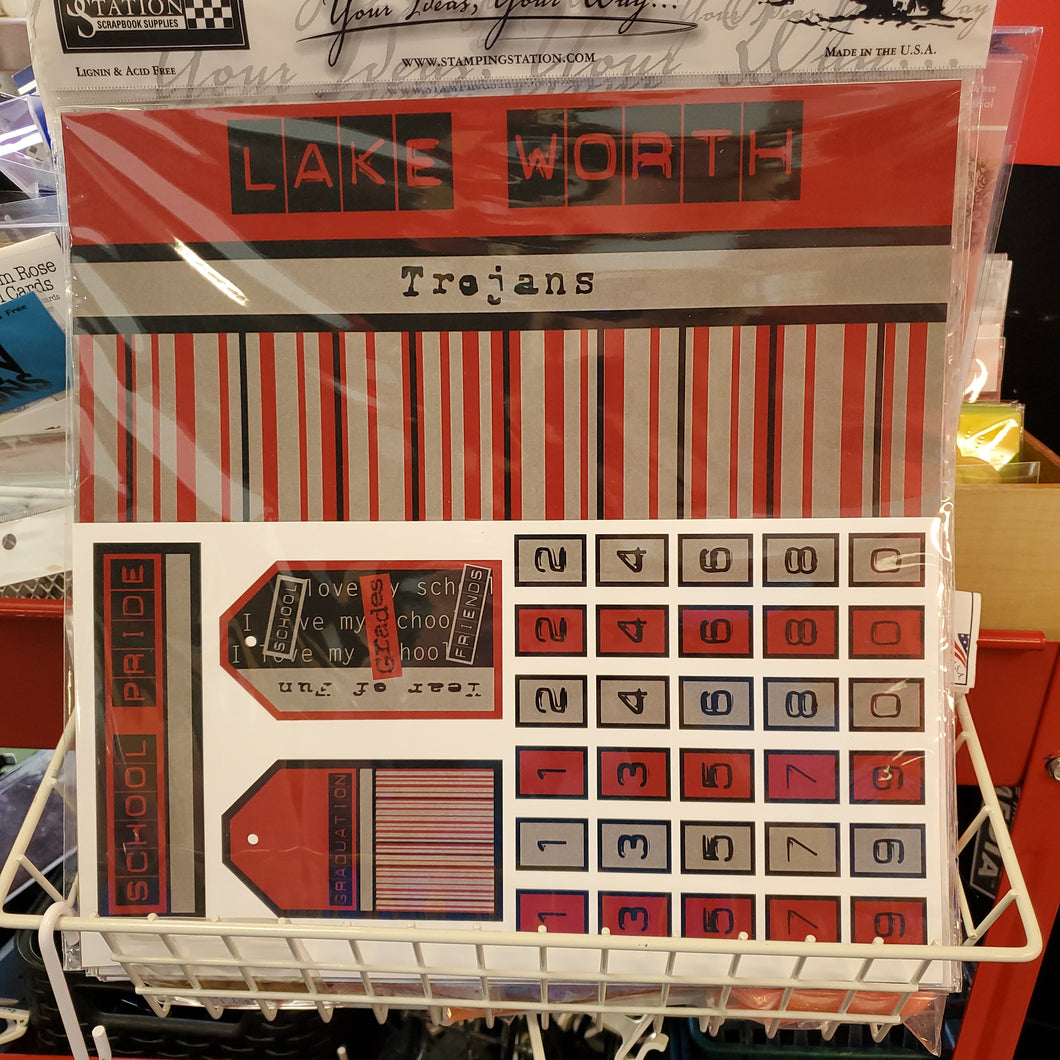 STATION
SCRAPBOOK SUPPLIES
Your Ideas, Your Way...
WWW.STAMPINGSTATION.COM
MADE IN THE U.S.A.
LIGNIN & ACID FREE
LAKE WORTH
Trojans
SCHOOL PRIDE
I love my school
I love my school
SCHOOL
grades
FRIENDS
Year of Fun
GRADUATION
2 4 6 8 0
2 4 6 8 0
2 4 6 8 0
1 3 5 7 9
1 3 5 7 9
1 3 5 7 9
Rose
Cards
Free